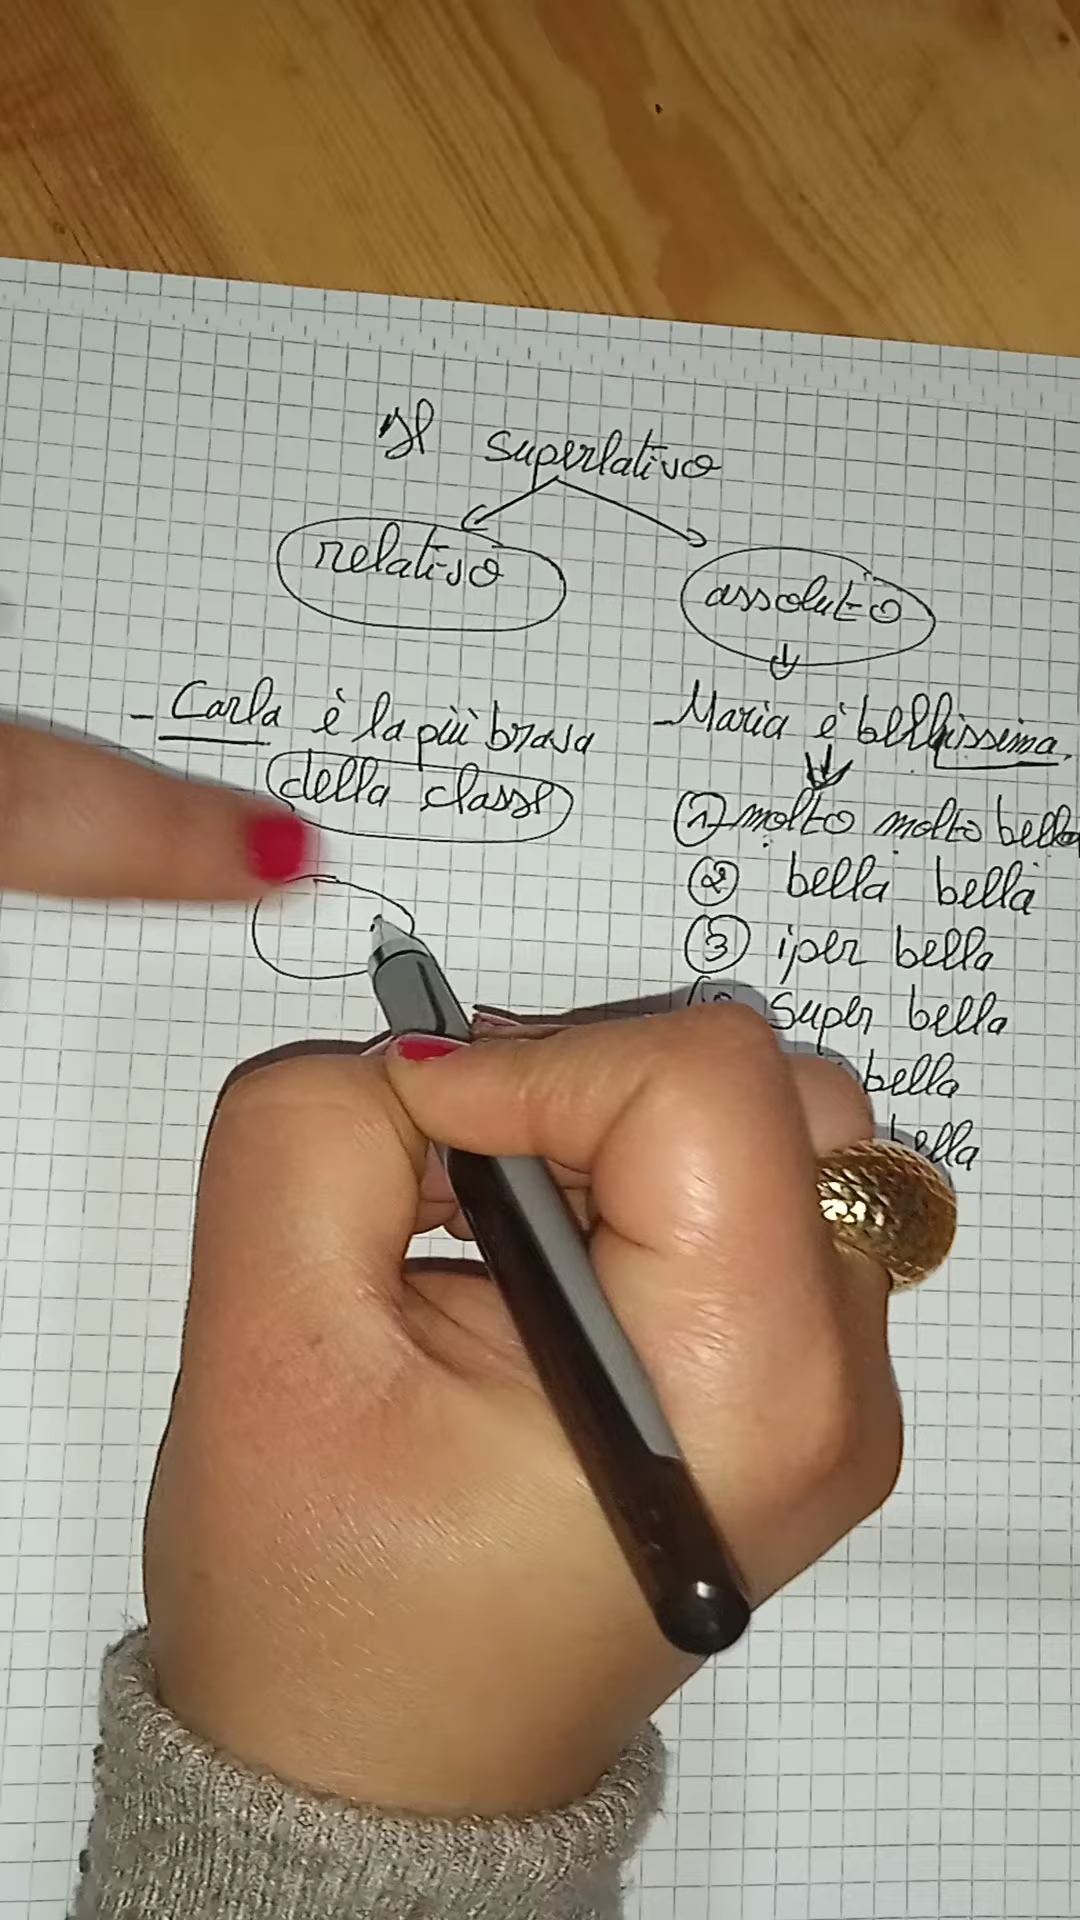 Il superlativo
relativo
assoluto
- Carla è la più brava
della classe
- Maria è bellissima.
① molto molto bella
② bella bella
③ iper bella
super bella
bella
bella